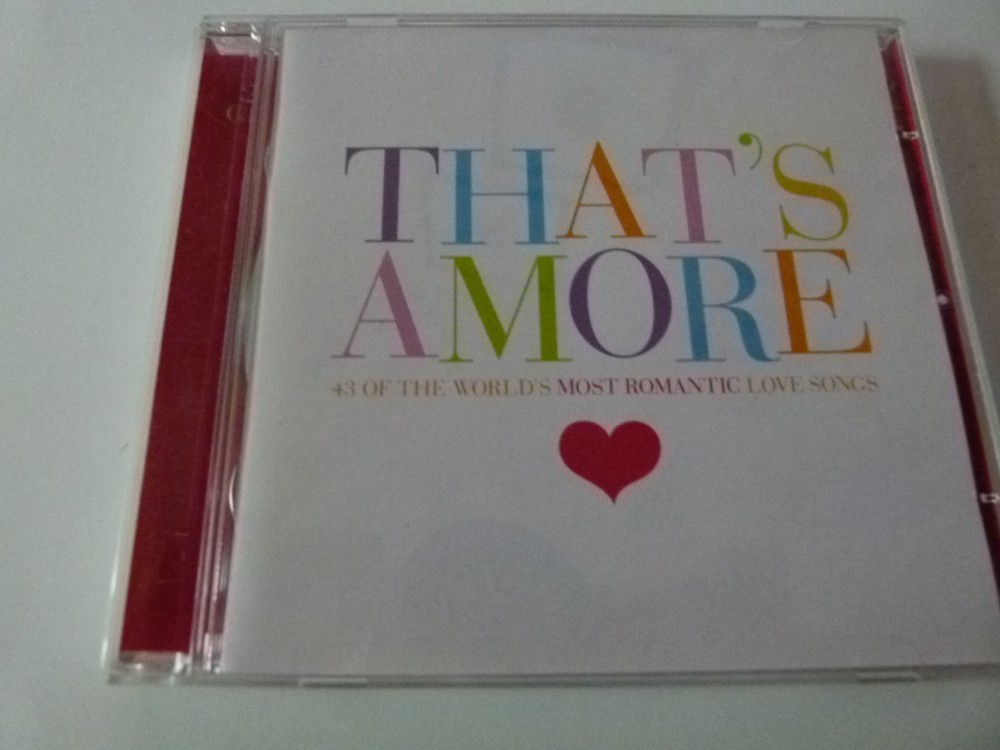 THAT'S
AMORE
43 OF THE WORLD'S MOST ROMANTIC LOVE SONGS